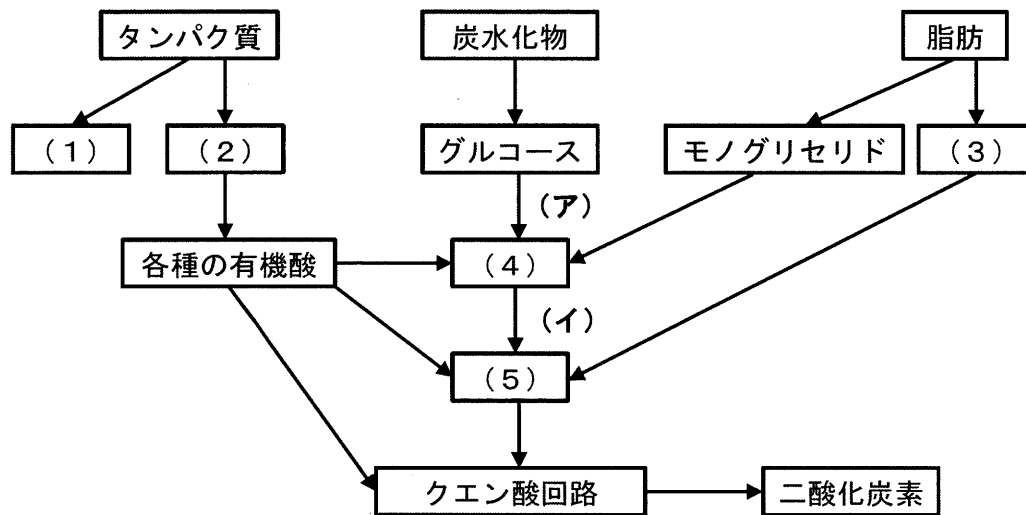 タンパク質
炭水化物
脂肪
(1)
(2)
グルコース
モノグリセリド
(3)
(ア)
各種の有機酸
(4)
(イ)
(5)
クエン酸回路
二酸化炭素